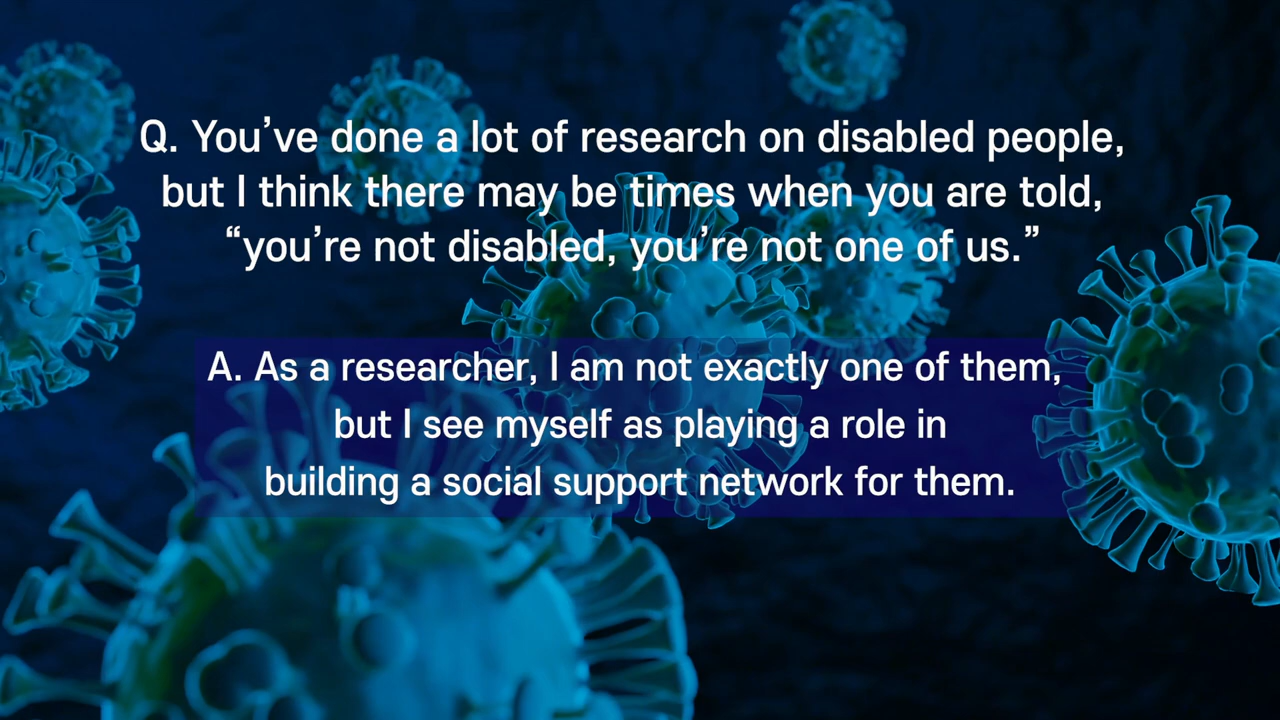 Q. You’ve done a lot of research on disabled people,
but I think there may be times when you are told,
“you’re not disabled, you’re not one of us.”
A. As a researcher, I am not exactly one of them,
but I see myself as playing a role in
building a social support network for them.